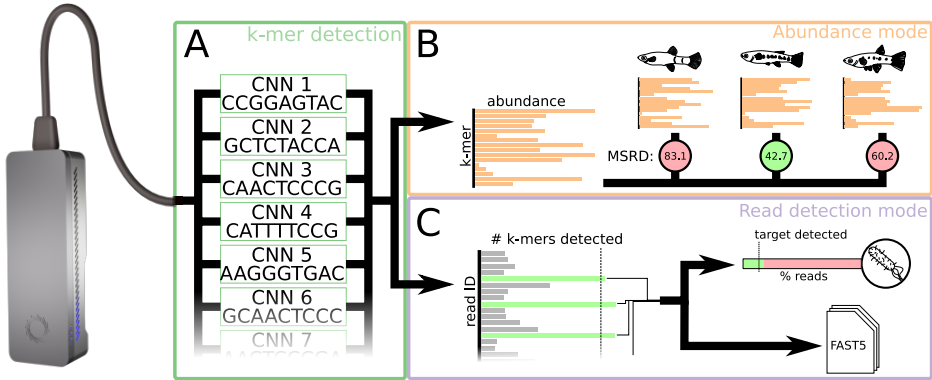 A
k-mer detection
CNN 1
CCGGAGTAC
CNN 2
GCTCTACCA
CNN 3
CAACTCCCG
CNN 4
CATTTTCCG
CNN 5
AAGGGTGAC
CNN 6
GCAACTCCC
CNN 7
B
Abundance mode
abundance
k-mer
MSRD:
83.1
42.7
60.2
C
Read detection mode
# k-mers detected
read ID
target detected
% reads
FAST5